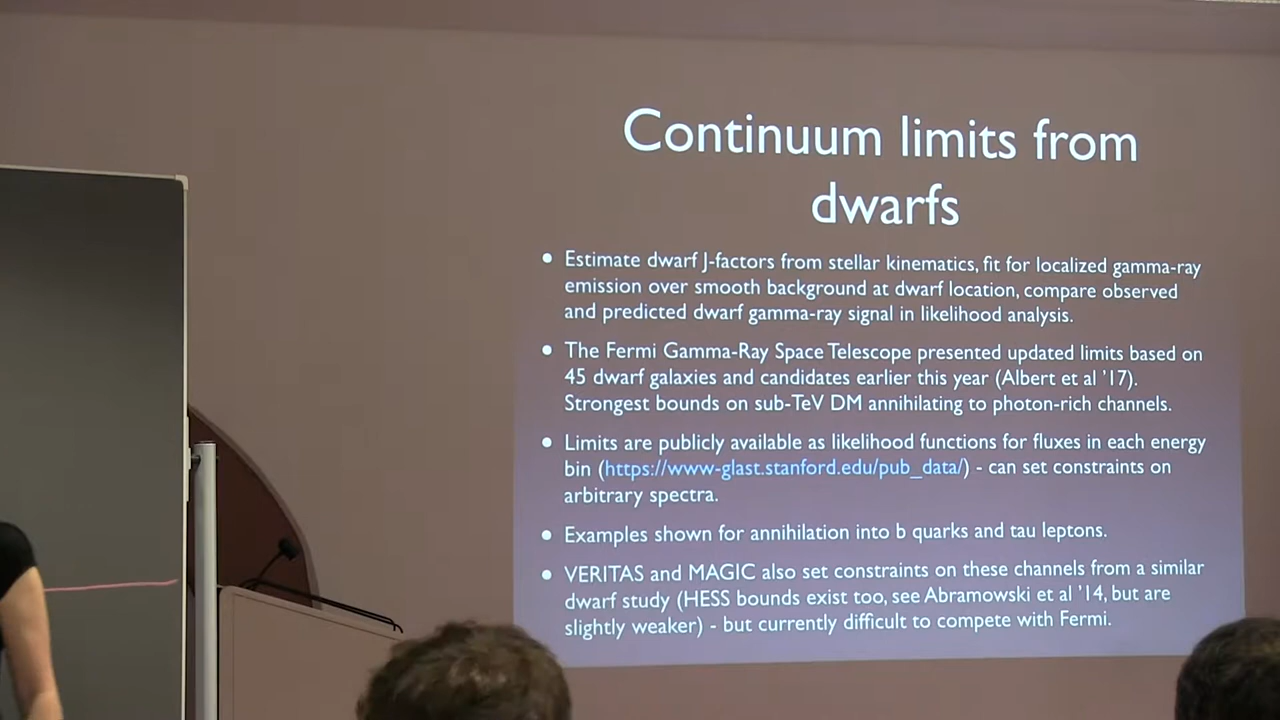 Continuum limits from
dwarfs
• Estimate dwarf J-factors from stellar kinematics, fit for localized gamma-ray
emission over smooth background at dwarf location, compare observed
and predicted dwarf gamma-ray signal in likelihood analysis.
• The Fermi Gamma-Ray Space Telescope presented updated limits based on
45 dwarf galaxies and candidates earlier this year (Albert et al '17).
Strongest bounds on sub-TeV DM annihilating to photon-rich channels.
• Limits are publicly available as likelihood functions for fluxes in each energy
bin (https://www-glast.stanford.edu/pub_data/) - can set constraints on
arbitrary spectra.
• Examples shown for annihilation into b quarks and tau leptons.
• VERITAS and MAGIC also set constraints on these channels from a similar
dwarf study (HESS bounds exist too, see Abramowski et al '14, but are
slightly weaker) - but currently difficult to compete with Fermi.